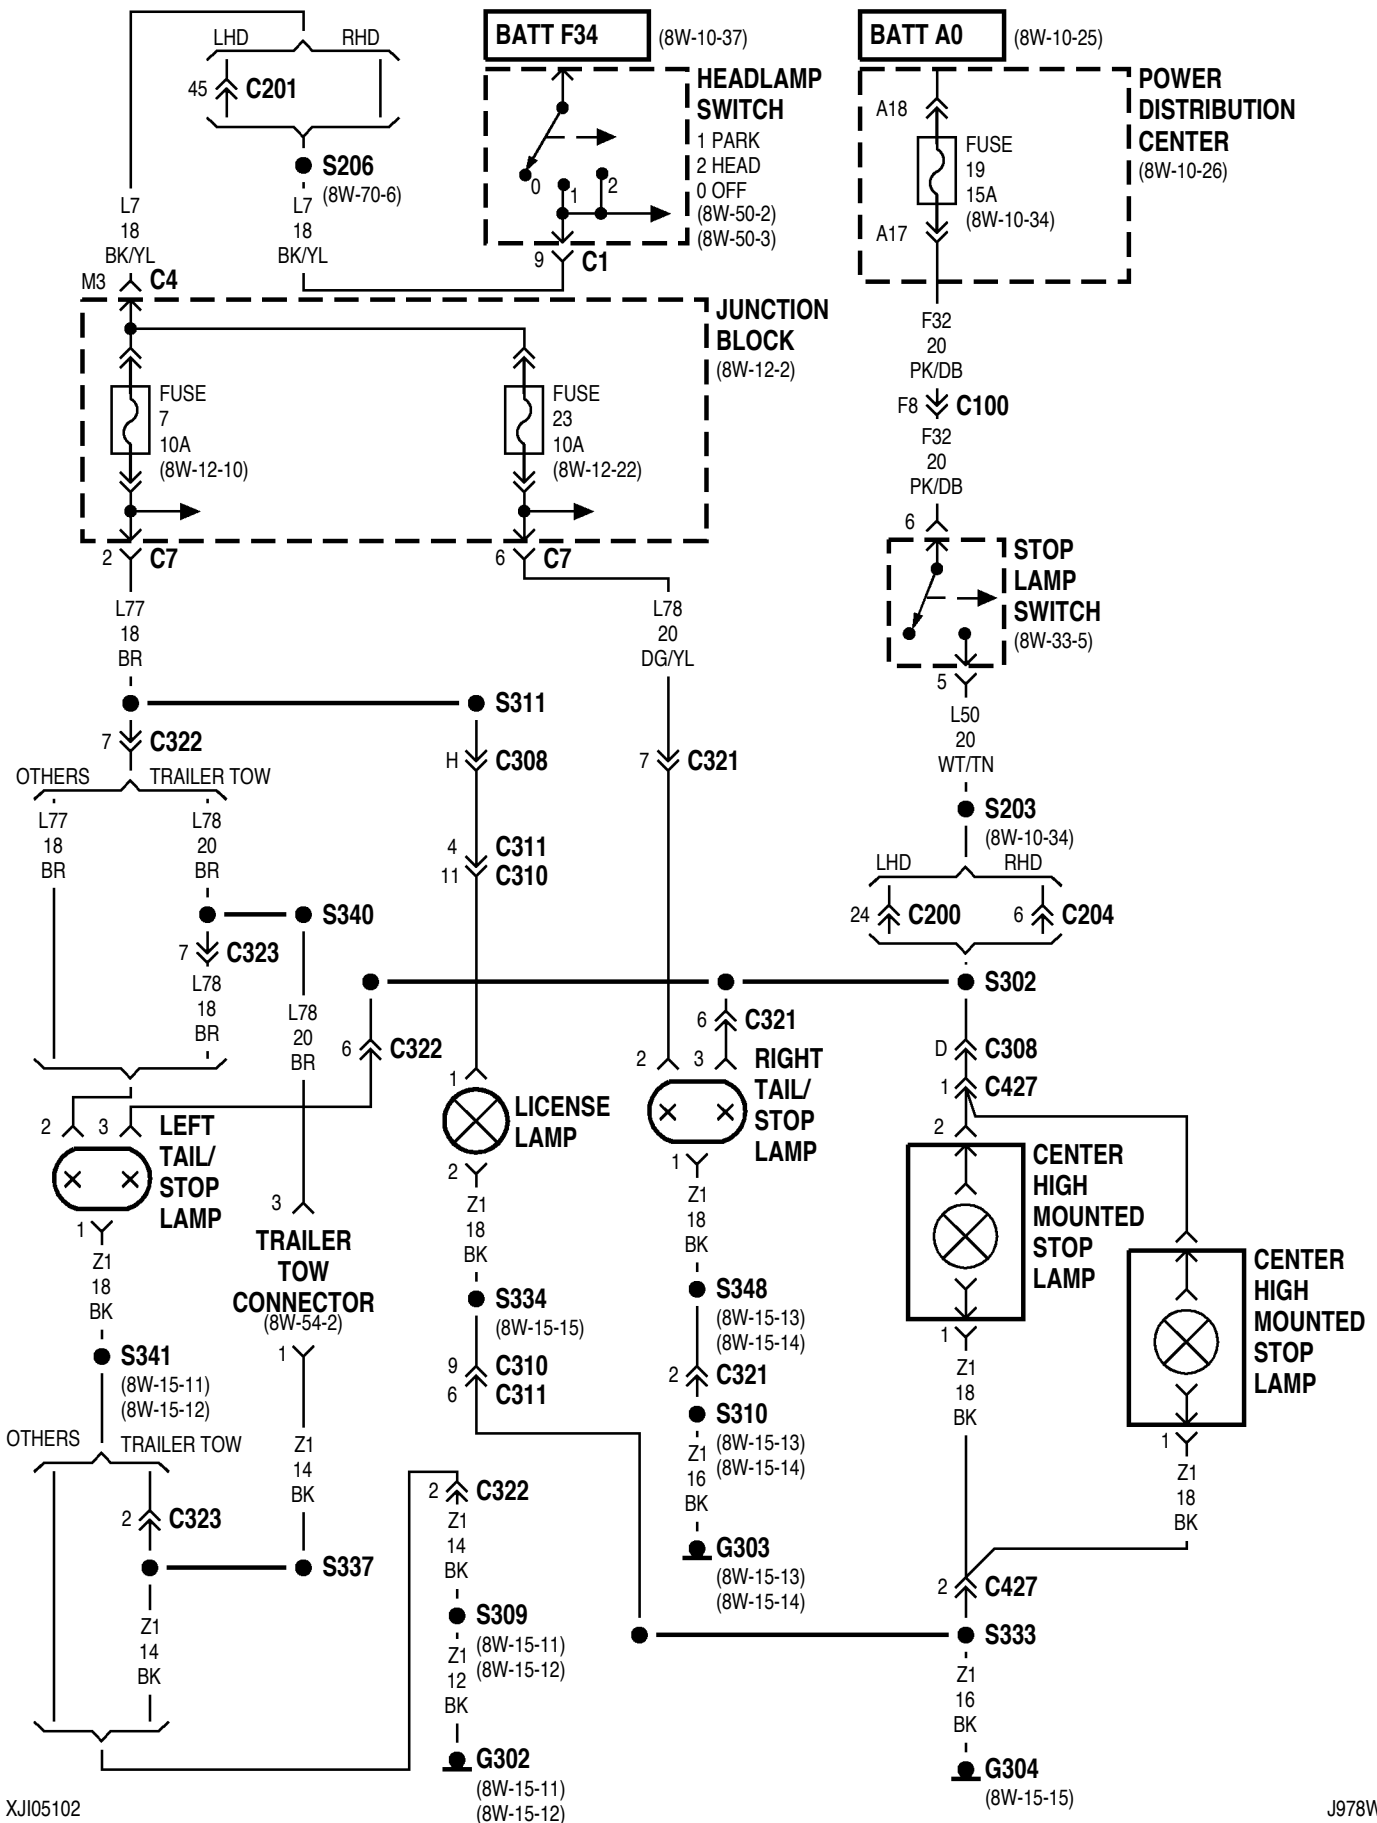 LHD
RHD
45
C201
S206
(8W-70-6)
L7
18
BK/YL
L7
18
BK/YL
M3
C4
BATT F34
(8W-10-37)
HEADLAMP
SWITCH
1 PARK
2 HEAD
0 OFF
(8W-50-2)
(8W-50-3)
0
1
2
9
C1
BATT A0
(8W-10-25)
POWER
DISTRIBUTION
CENTER
(8W-10-26)
A18
FUSE
19
15A
(8W-10-34)
A17
F32
20
PK/DB
F8
C100
F32
20
PK/DB
6
JUNCTION
BLOCK
(8W-12-2)
FUSE
7
10A
(8W-12-10)
FUSE
23
10A
(8W-12-22)
2
C7
6
C7
STOP
LAMP
SWITCH
(8W-33-5)
5
L50
20
WT/TN
S203
(8W-10-34)
LHD
RHD
24
C200
6
C204
S302
L77
18
BR
L78
20
DG/YL
S311
7
C322
H
C308
7
C321
OTHERS
TRAILER TOW
L77
18
BR
L78
20
BR
4
C311
11
C310
S340
7
C323
L78
18
BR
L78
20
BR
6
C322
6
C321
D
C308
1
C427
2
3
LEFT
TAIL/
STOP
LAMP
1
1
LICENSE
LAMP
2
2
3
RIGHT
TAIL/
STOP
LAMP
1
2
CENTER
HIGH
MOUNTED
STOP
LAMP
1
CENTER
HIGH
MOUNTED
STOP
LAMP
1
3
TRAILER
TOW
CONNECTOR
(8W-54-2)
1
Z1
18
BK
S341
(8W-15-11)
(8W-15-12)
Z1
18
BK
S334
(8W-15-15)
9
C310
6
C311
Z1
18
BK
S348
(8W-15-13)
(8W-15-14)
2
C321
S310
(8W-15-13)
(8W-15-14)
Z1
16
BK
G303
(8W-15-13)
(8W-15-14)
Z1
18
BK
Z1
18
BK
OTHERS
TRAILER TOW
2
C323
Z1
14
BK
S337
Z1
14
BK
2
C322
Z1
14
BK
S309
(8W-15-11)
(8W-15-12)
Z1
12
BK
G302
(8W-15-11)
(8W-15-12)
2
C427
S333
Z1
16
BK
G304
(8W-15-15)
XJI05102
J978W